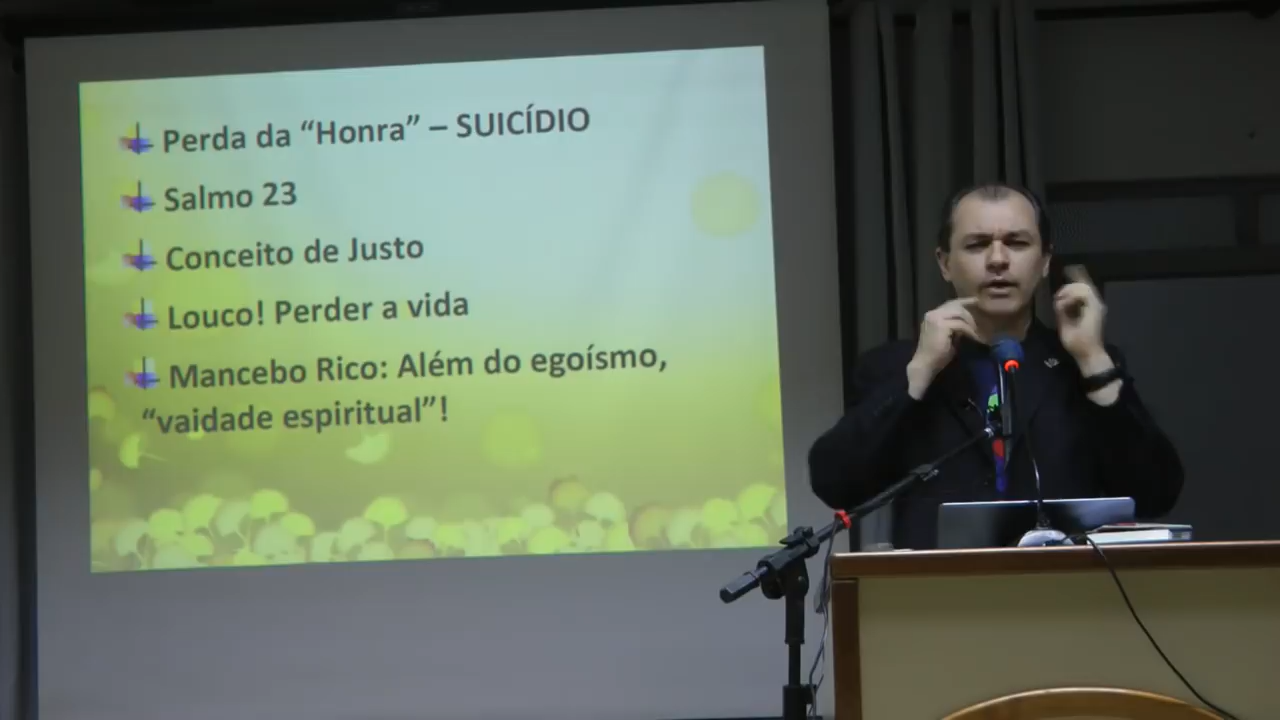 Perda da “Honra” – SUICÍDIO
Salmo 23
Conceito de Justo
Louco! Perder a vida
Mancebo Rico: Além do egoísmo,
“vaidade espiritual”!